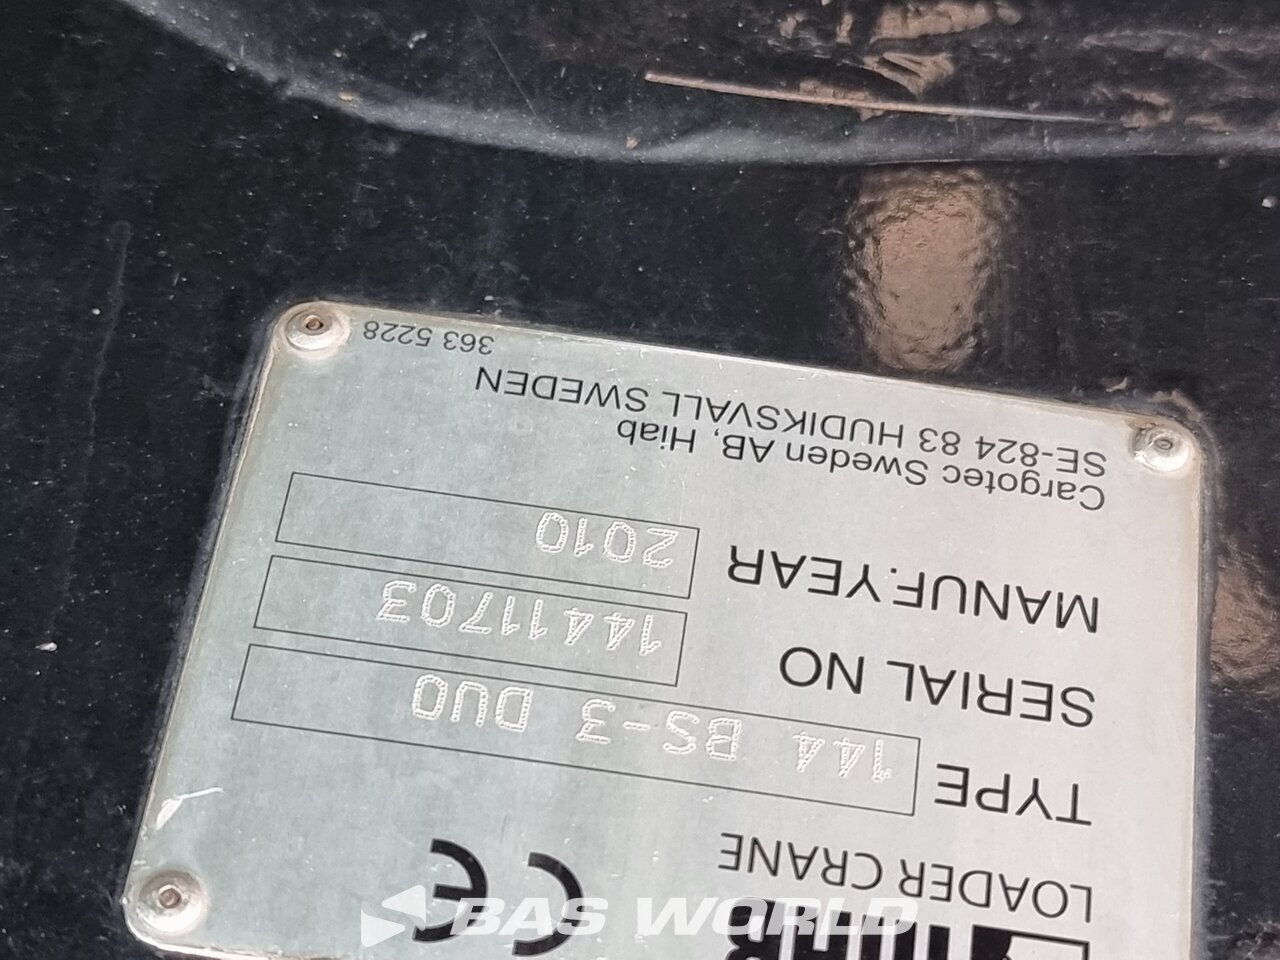 HIAB
LOADER CRANE
CE
TYPE 144 BS-3 DUO
SERIAL NO 14411703
MANUF.YEAR 2010
Cargotec Sweden AB, Hiab
SE-824 83 HUDIKSVALL SWEDEN
363 5228
BAS WORLD